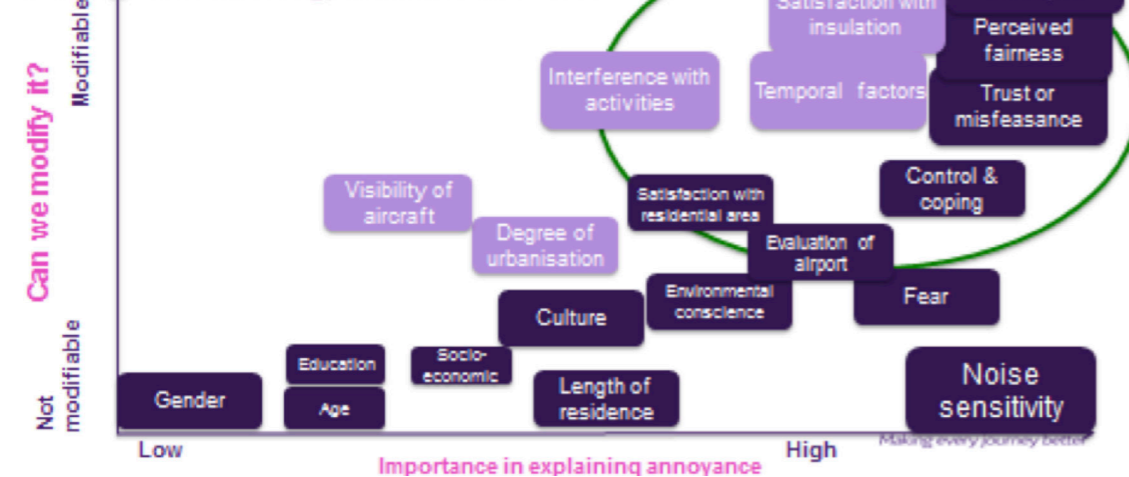 Can we modify it?
Modifiable
Not
modifiable
Satisfaction with
insulation
Perceived
fairness
Interference with
activities
Temporal factors
Trust or
misfeasance
Visibility of
aircraft
Satisfaction with
residential area
Control &
coping
Degree of
urbanisation
Evaluation of
airport
Culture
Environmental
conscience
Fear
Education
Socio-
economic
Gender
Age
Length of
residence
Noise
sensitivity
Low
High
Making every journey better
Importance in explaining annoyance